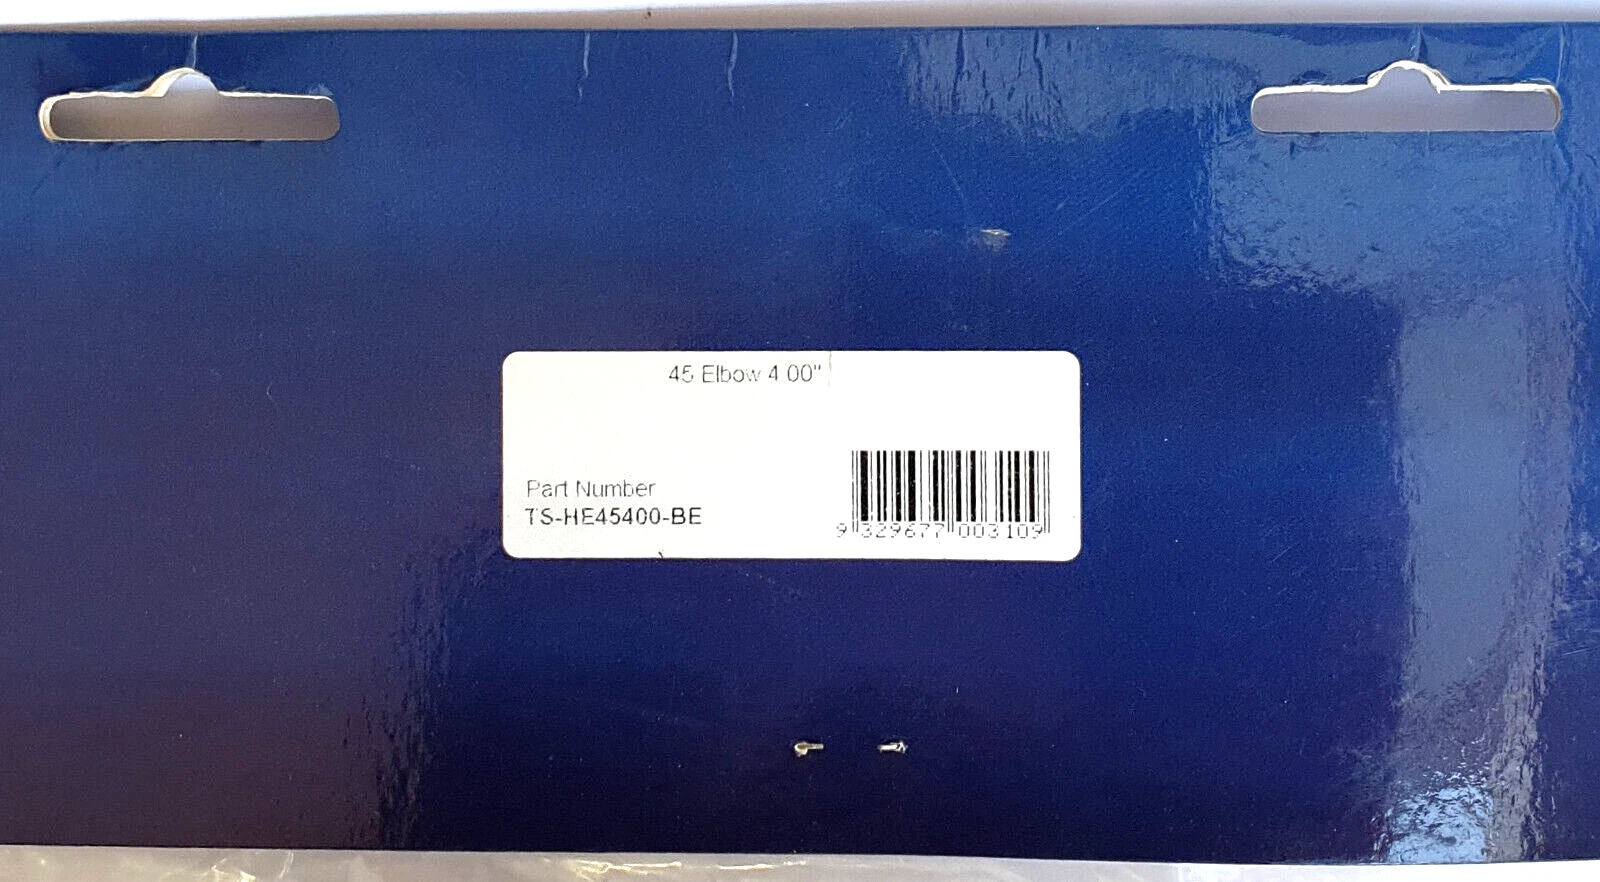 45 Elbow 4.00"
Part Number
TS-HE45400-BE
9 329677 003109